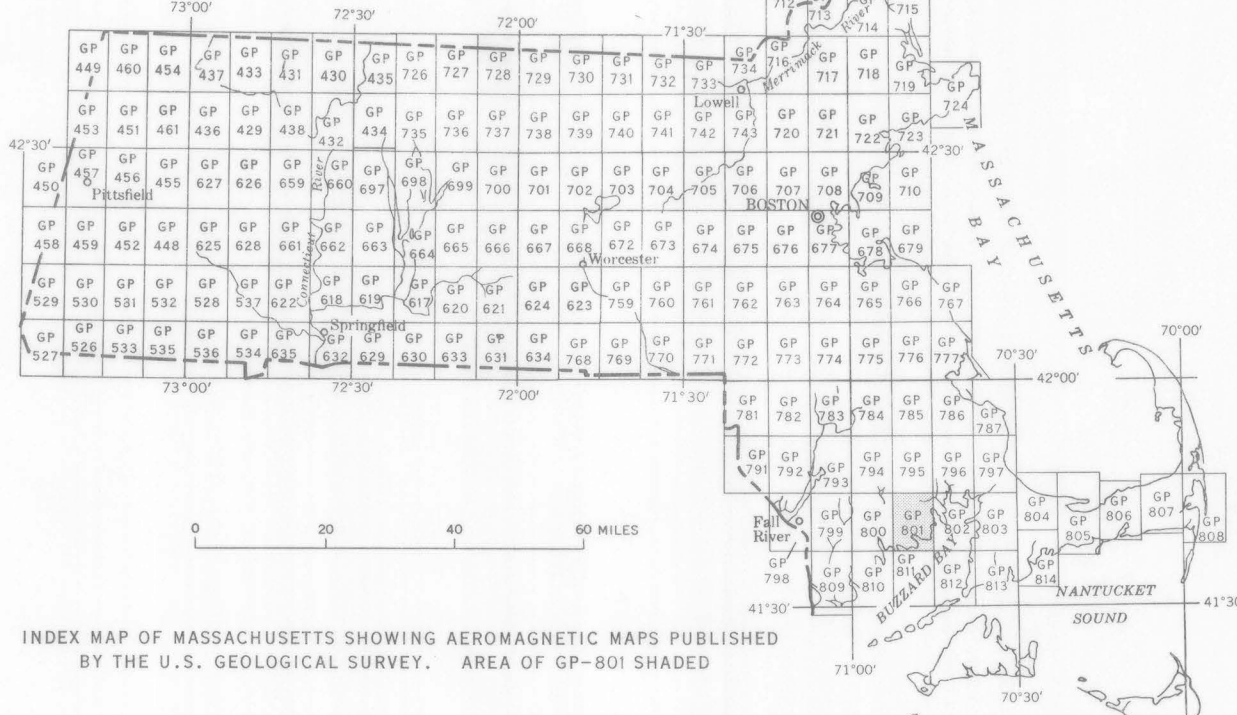 73°00' 72°30' 72°00' 71°30'
712 713 River 714 715
GP 449 GP 460 GP 454 GP 437 GP 433 GP 431 GP 430 GP 435 GP 726 GP 727 GP 728 GP 729 GP 730 GP 731 GP 732 GP 733 GP 734 GP 716 Merrimack GP 717 GP 718 GP 719
Lowell
GP 724
GP 453 GP 451 GP 461 GP 436 GP 429 GP 438 GP 432 GP 434 GP 735 GP 736 GP 737 GP 738 GP 739 GP 740 GP 741 GP 742 GP 743 GP 720 GP 721 GP 722 GP 723
42°30' 42°30'
GP 450 GP 457 GP 456 GP 455 GP 627 GP 626 GP 659 River GP 660 GP 697 GP 698 GP 699 GP 700 GP 701 GP 702 GP 703 GP 704 GP 705 GP 706 GP 707 GP 708 GP 709 GP 710
Pittsfield
BOSTON
MASSACHUSETTS
BAY
GP 458 GP 459 GP 452 GP 448 GP 625 GP 628 GP 661 GP 662 GP 663 GP 664 GP 665 GP 666 GP 667 GP 668 GP 672 GP 673 GP 674 GP 675 GP 676 GP 677 GP 678 GP 679
Connecticut
Worcester
GP 529 GP 530 GP 531 GP 532 GP 528 GP 537 GP 622 GP 618 GP 619 GP 617 GP 620 GP 621 GP 624 GP 623 GP 759 GP 760 GP 761 GP 762 GP 763 GP 764 GP 765 GP 766 GP 767
Springfield
GP 527 GP 526 GP 533 GP 535 GP 536 GP 534 GP 635 GP 632 GP 629 GP 630 GP 633 GP 631 GP 634 GP 768 GP 769 GP 770 GP 771 GP 772 GP 773 GP 774 GP 775 GP 776 GP 777
70°30' 70°00'
73°00' 72°30' 72°00' 71°30' 42°00'
GP 781 GP 782 GP 783 GP 784 GP 785 GP 786 GP 787
GP 791 GP 792 GP 793 GP 794 GP 795 GP 796 GP 797
Fall River
GP 799 GP 800 GP 801 GP 802 GP 803 GP 804 GP 805 GP 806 GP 807 GP 808
0 20 40 60 MILES
GP 798 GP 809 GP 810 GP 811 GP 812 GP 813 GP 814
BUZZARD BAY
NANTUCKET
SOUND
41°30' 41°30'
71°00' 70°30'
INDEX MAP OF MASSACHUSETTS SHOWING AEROMAGNETIC MAPS PUBLISHED
BY THE U.S. GEOLOGICAL SURVEY. AREA OF GP-801 SHADED